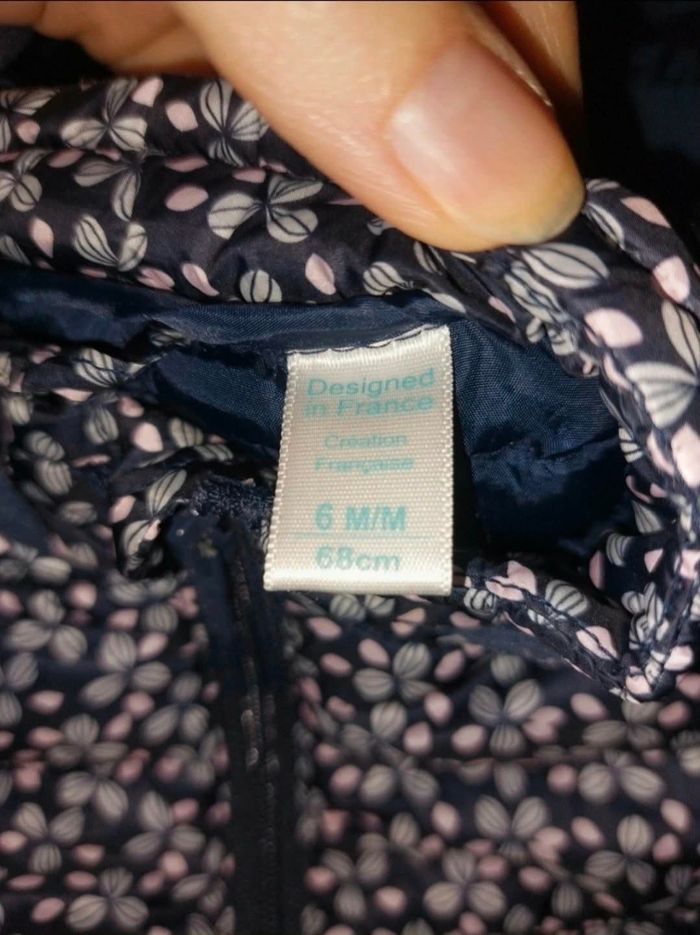 Designed
in France
Création
Française
6 M/M
68cm